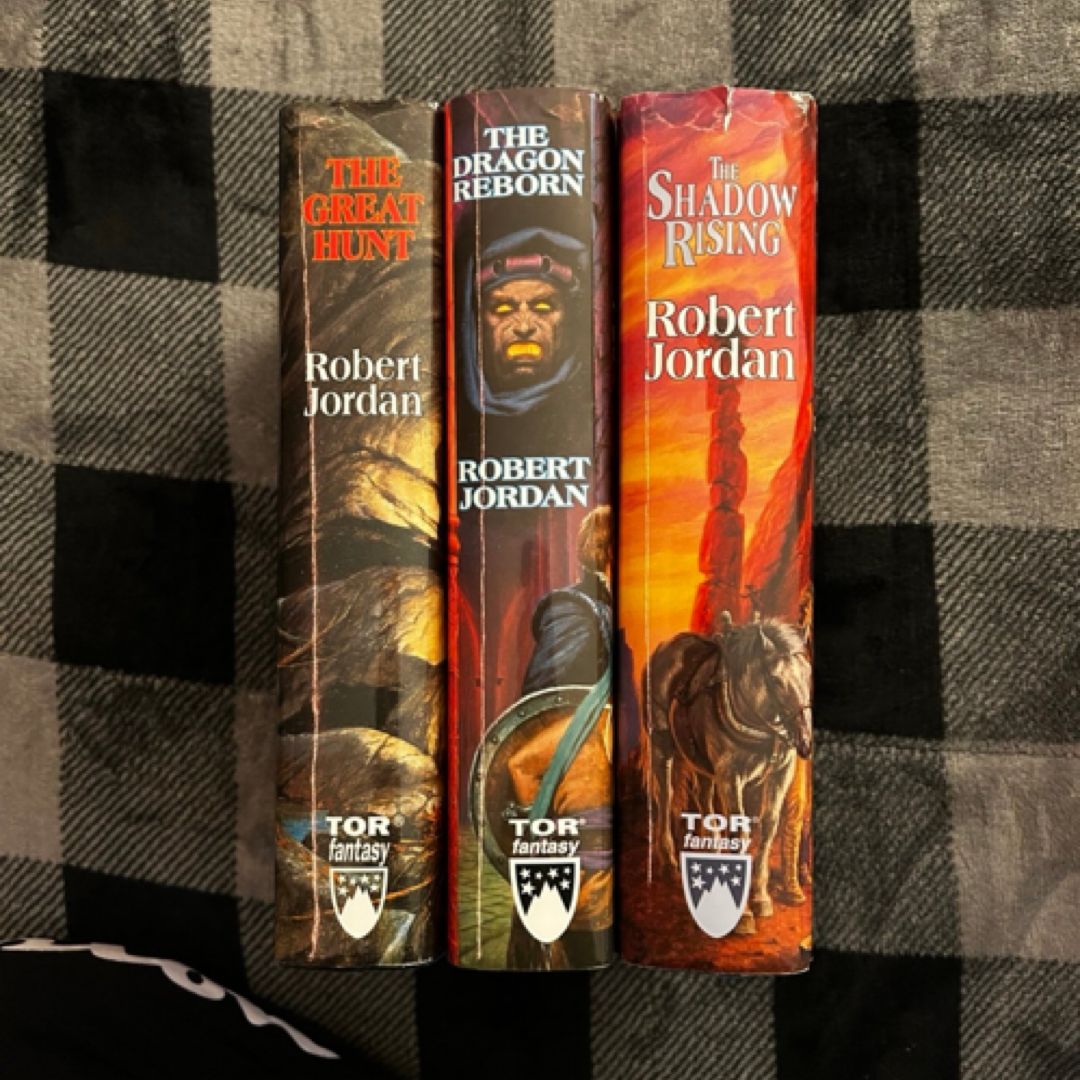 THE
GREAT
HUNT
Robert
Jordan
TOR®
fantasy
THE
DRAGON
REBORN
ROBERT
JORDAN
TOR®
fantasy
THE
SHADOW
RISING
Robert
Jordan
TOR®
fantasy